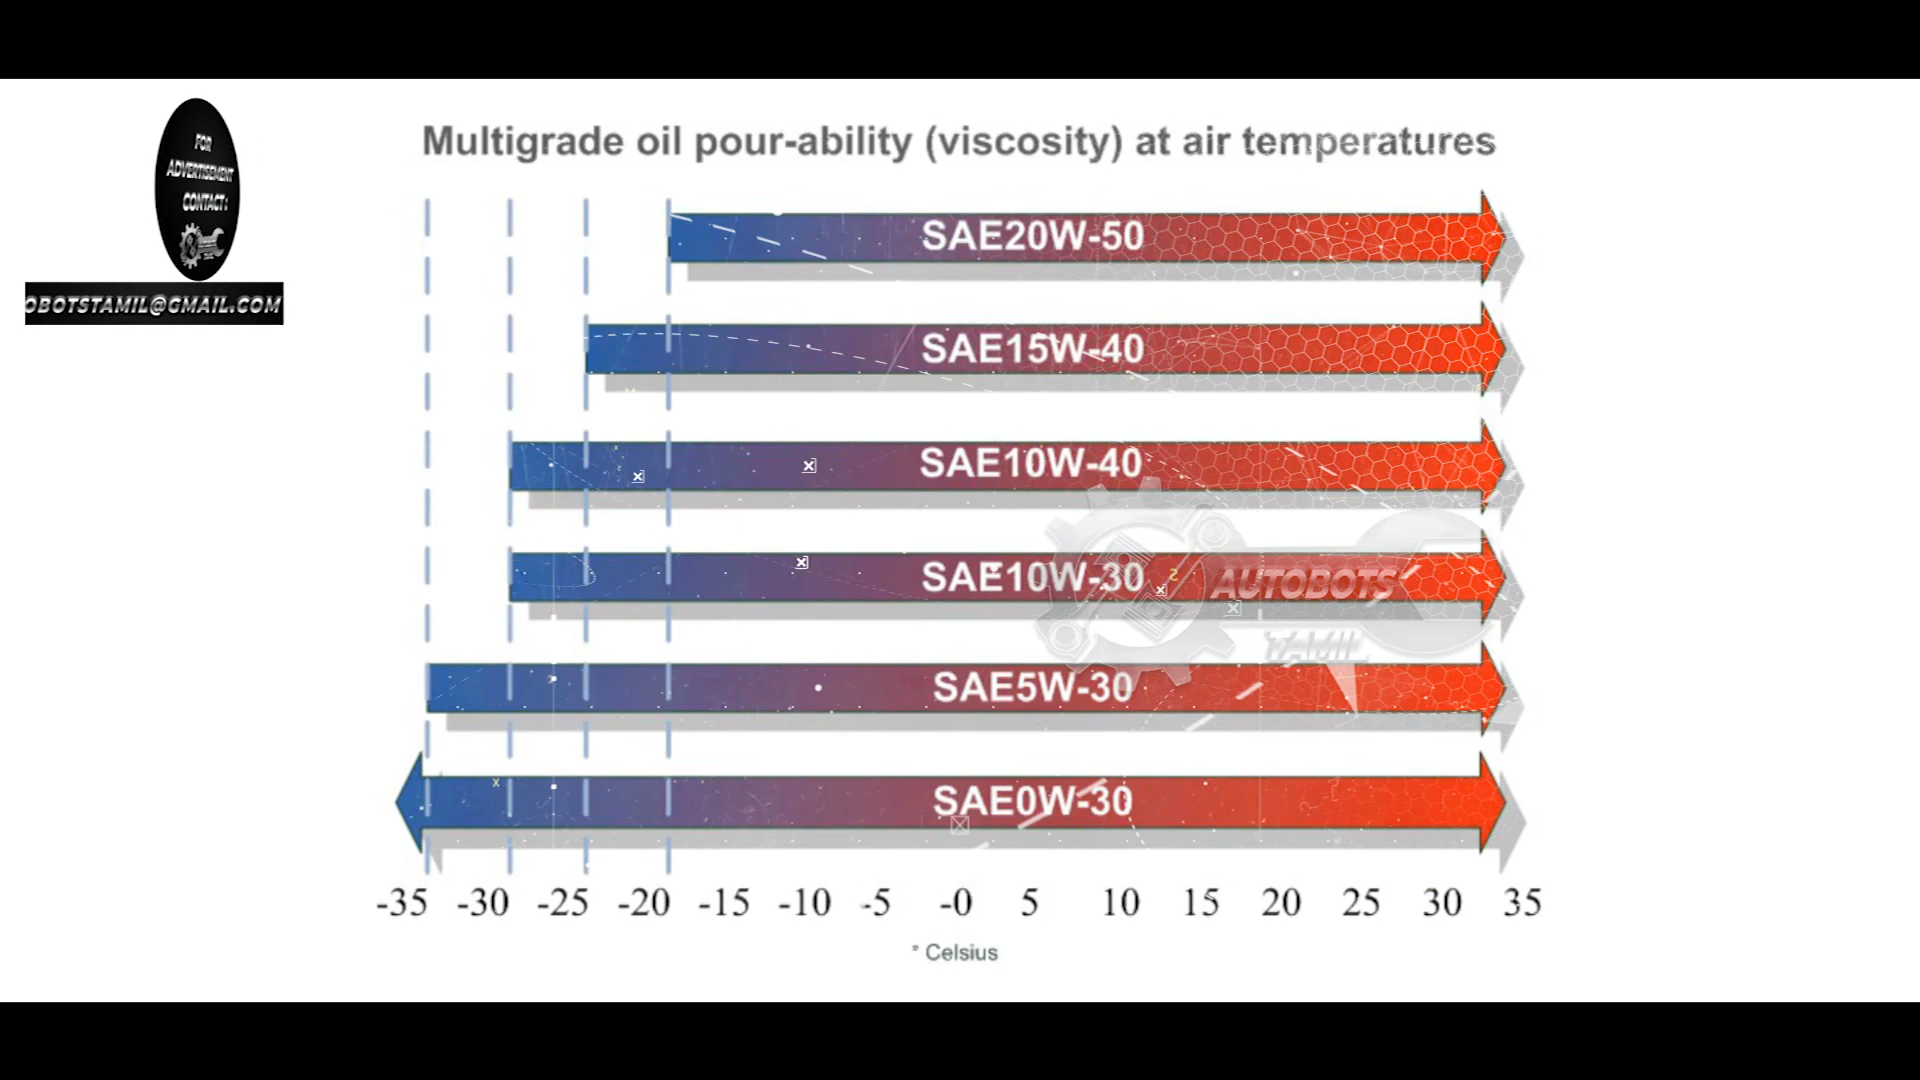 FOR
ADVERTISEMENT
CONTACT:
OBOTSTAMIL@GMAIL.COM
Multigrade oil pour-ability (viscosity) at air temperatures
SAE20W-50
SAE15W-40
SAE10W-40
SAE10W-30
AUTOBOTS
TAMIL
SAE5W-30
SAE0W-30
-35 -30 -25 -20 -15 -10 -5 -0 5 10 15 20 25 30 35
° Celsius